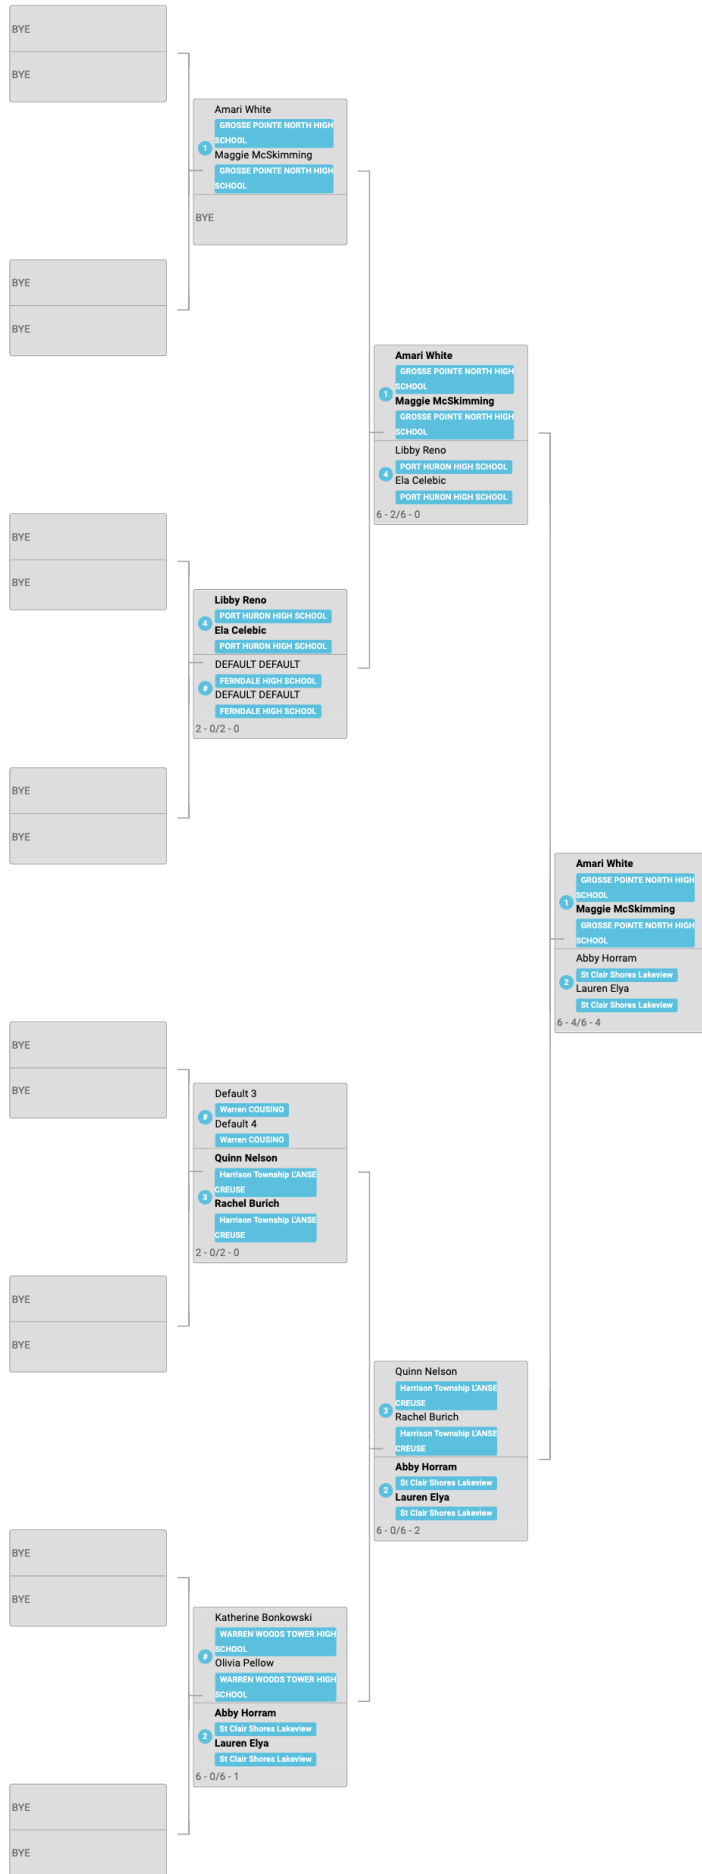 BYE
BYE
Amari White
GROSSE POINTE NORTH HIGH
SCHOOL
1
Maggie McSkimming
GROSSE POINTE NORTH HIGH
SCHOOL
BYE
BYE
BYE
Amari White
GROSSE POINTE NORTH HIGH
SCHOOL
1
Maggie McSkimming
GROSSE POINTE NORTH HIGH
SCHOOL
Libby Reno
PORT HURON HIGH SCHOOL
4
Ela Celebic
PORT HURON HIGH SCHOOL
6 - 2/6 - 0
BYE
BYE
Libby Reno
PORT HURON HIGH SCHOOL
4
Ela Celebic
PORT HURON HIGH SCHOOL
DEFAULT DEFAULT
FERNDALE HIGH SCHOOL
#
DEFAULT DEFAULT
FERNDALE HIGH SCHOOL
2 - 0/2 - 0
BYE
BYE
Amari White
GROSSE POINTE NORTH HIGH
SCHOOL
1
Maggie McSkimming
GROSSE POINTE NORTH HIGH
SCHOOL
Abby Horram
St Clair Shores Lakeview
2
Lauren Elya
St Clair Shores Lakeview
6 - 4/6 - 4
BYE
BYE
Default 3
Warren COUSINO
#
Default 4
Warren COUSINO
Quinn Nelson
Harrison Township L'ANSE
CREUSE
3
Rachel Burich
Harrison Township L'ANSE
CREUSE
2 - 0/2 - 0
BYE
BYE
Quinn Nelson
Harrison Township L'ANSE
CREUSE
3
Rachel Burich
Harrison Township L'ANSE
CREUSE
Abby Horram
St Clair Shores Lakeview
2
Lauren Elya
St Clair Shores Lakeview
6 - 0/6 - 2
BYE
BYE
Katherine Bonkowski
WARREN WOODS TOWER HIGH
SCHOOL
#
Olivia Pellow
WARREN WOODS TOWER HIGH
SCHOOL
Abby Horram
St Clair Shores Lakeview
2
Lauren Elya
St Clair Shores Lakeview
6 - 0/6 - 1
BYE
BYE